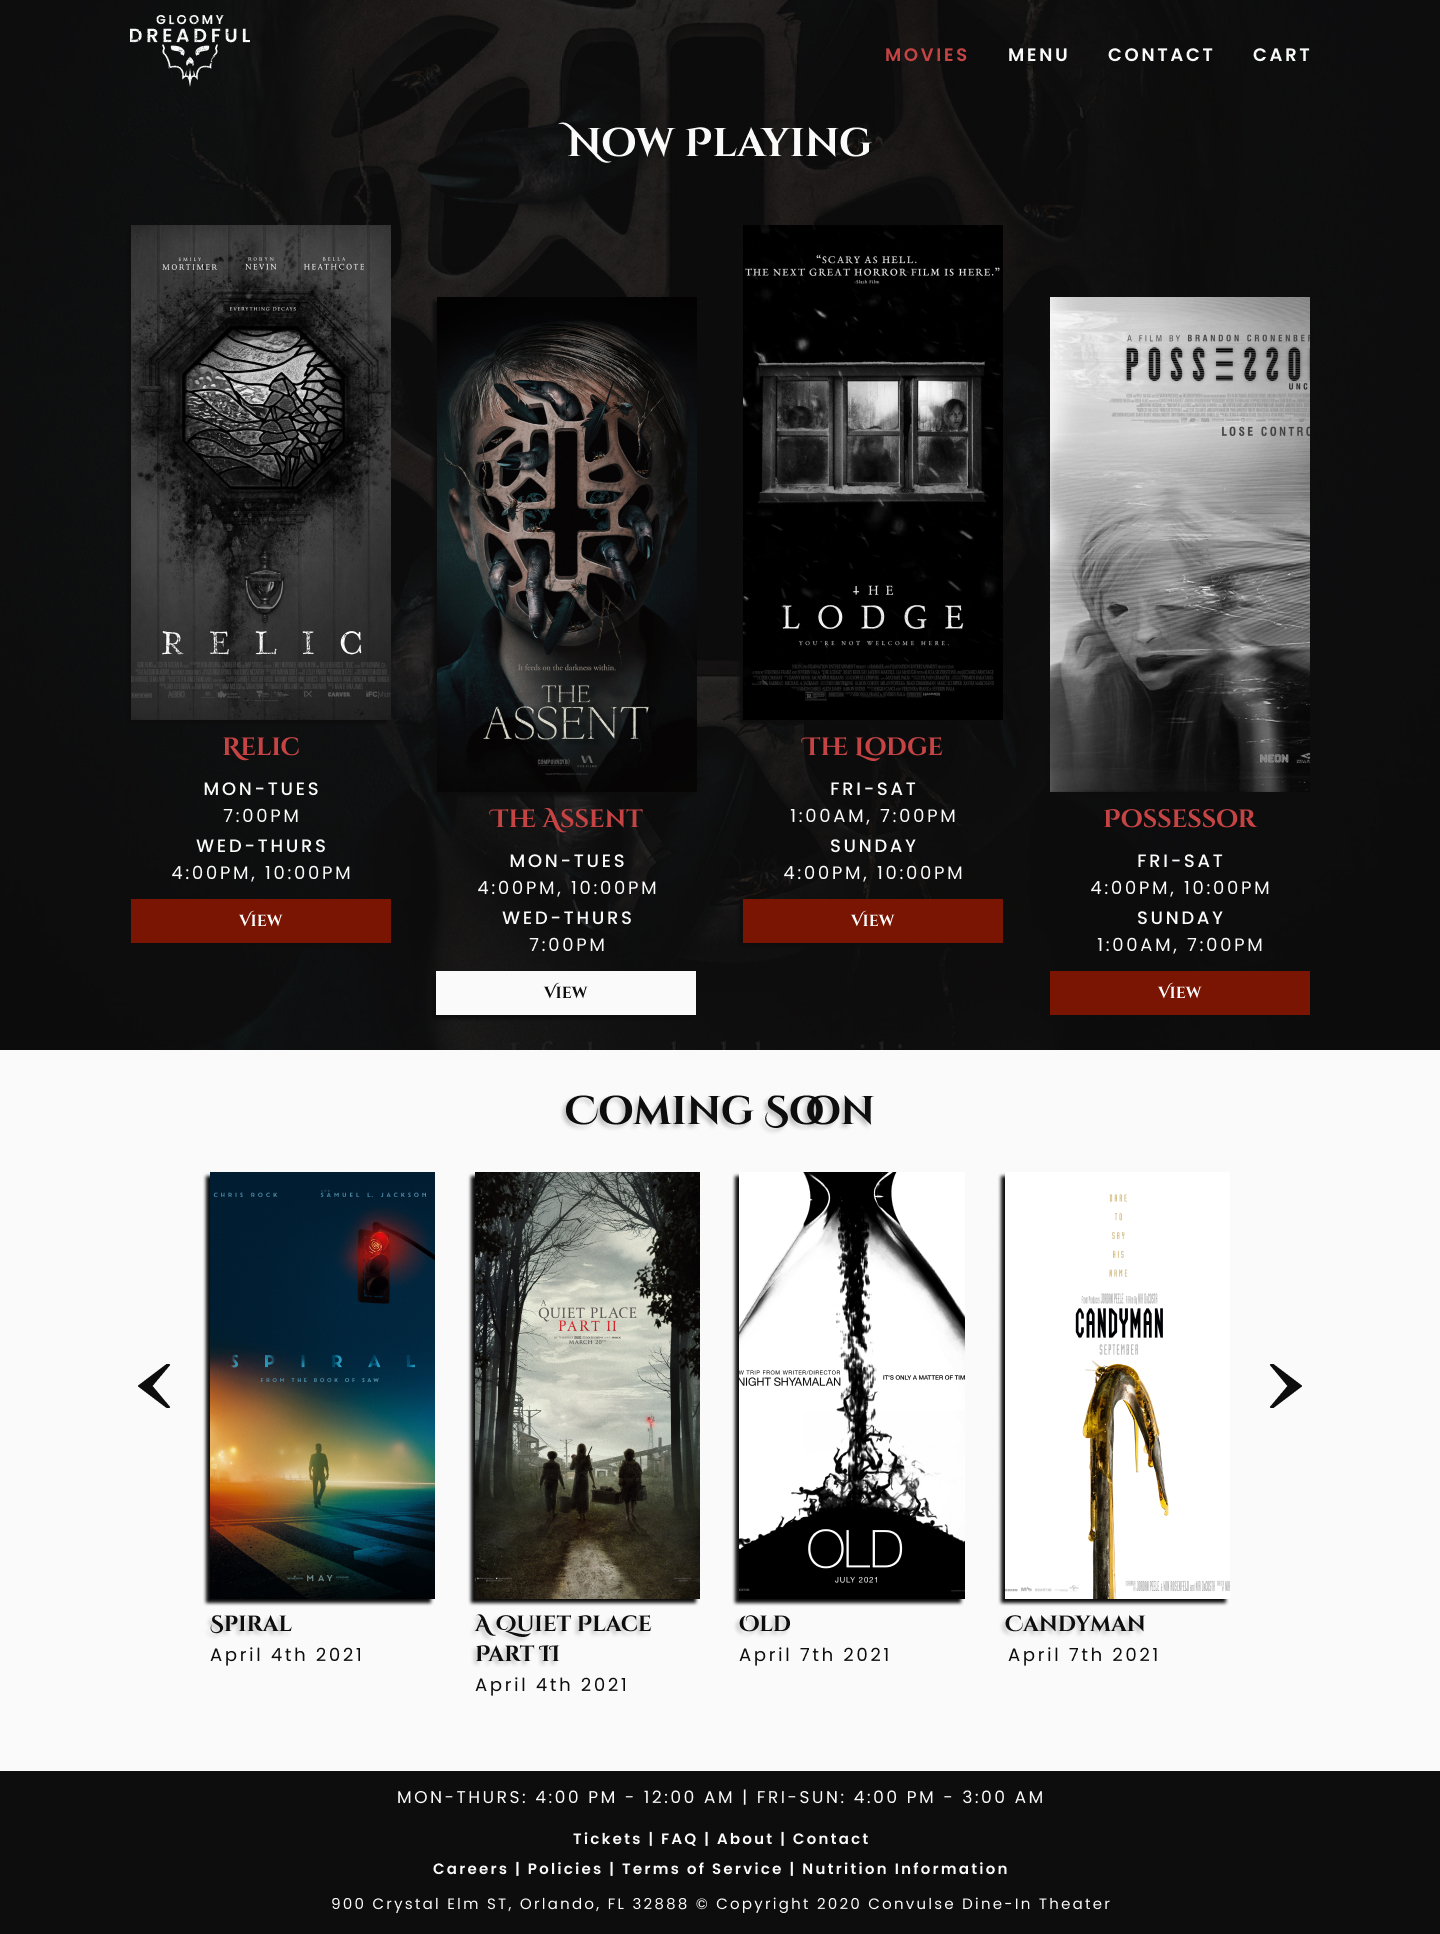 GLOOMY
DREADFUL
MOVIES MENU CONTACT CART
NOW PLAYING
EMILY MORTIMER ROBYN NEVIN BELLA HEATHCOTE
EVERYTHING DECAYS
RELIC
IFC
RELIC
MON-TUES
7:00PM
WED-THURS
4:00PM, 10:00PM
VIEW
It feeds on the darkness within.
THE
ASSENT
THE ASSENT
MON-TUES
4:00PM, 10:00PM
WED-THURS
7:00PM
VIEW
“SCARY AS HELL.
THE NEXT GREAT HORROR FILM IS HERE.”
-Slash Film
THE
LODGE
YOU'RE NOT WELCOME HERE.
THE LODGE
FRI-SAT
1:00AM, 7:00PM
SUNDAY
4:00PM, 10:00PM
VIEW
A FILM BY BRANDON CRONENBER
POSSESSO
UNC
LOSE CONTRO
NEON
POSSESSOR
FRI-SAT
4:00PM, 10:00PM
SUNDAY
1:00AM, 7:00PM
VIEW
COMING SOON
CHRIS ROCK SAMUEL L. JACKSON
SPIRAL
FROM THE BOOK OF SAW
MAY
SPIRAL
April 4th 2021
A
QUIET PLACE
PART II
MARCH 20
A QUIET PLACE
PART II
April 4th 2021
W TRIP FROM WRITER/DIRECTOR
NIGHT SHYAMALAN
IT'S ONLY A MATTER OF TIM
OLD
JULY 2021
OLD
April 7th 2021
DARE
TO
SAY
HIS
NAME
CANDYMAN
SEPTEMBER
CANDYMAN
April 7th 2021
MON-THURS: 4:00 PM - 12:00 AM | FRI-SUN: 4:00 PM - 3:00 AM
Tickets | FAQ | About | Contact
Careers | Policies | Terms of Service | Nutrition Information
900 Crystal Elm ST, Orlando, FL 32888 © Copyright 2020 Convulse Dine-In Theater